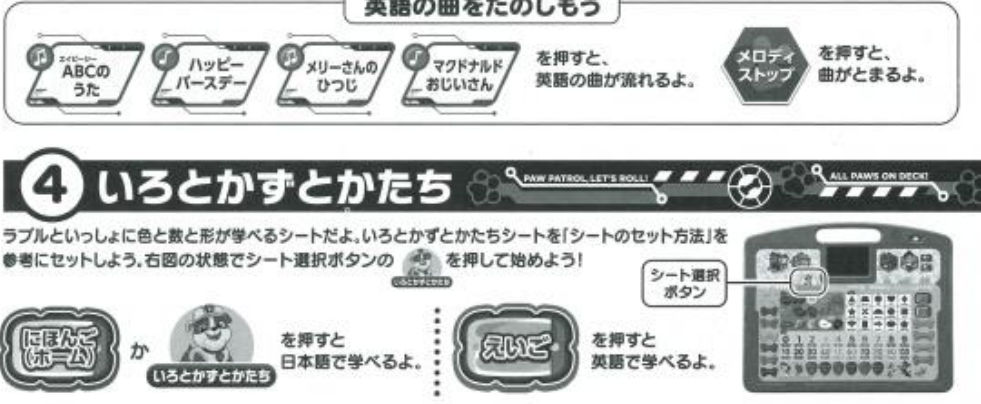 英語の曲をたのしもう
エイビーシー
ABCの
うた
ハッピー
バースデー
メリーさんの
ひつじ
マクドナルド
おじいさん
を押すと、
英語の曲が流れるよ。
メロディ
ストップ
を押すと、
曲がとまるよ。
4 いろとかずとかたち
PAW PATROL, LET'S ROLL!
ALL PAWS ON DECK!
ラブルといっしょに色と数と形が学べるシートだよ。いろとかずとかたちシートを「シートのセット方法」を
参考にセットしよう。右図の状態でシート選択ボタンの いろとかずとかたち を押して始めよう!
シート選択
ボタン
にほんご
(ホーム)
か
いろとかずとかたち
を押すと
日本語で学べるよ。
えいご
を押すと
英語で学べるよ。